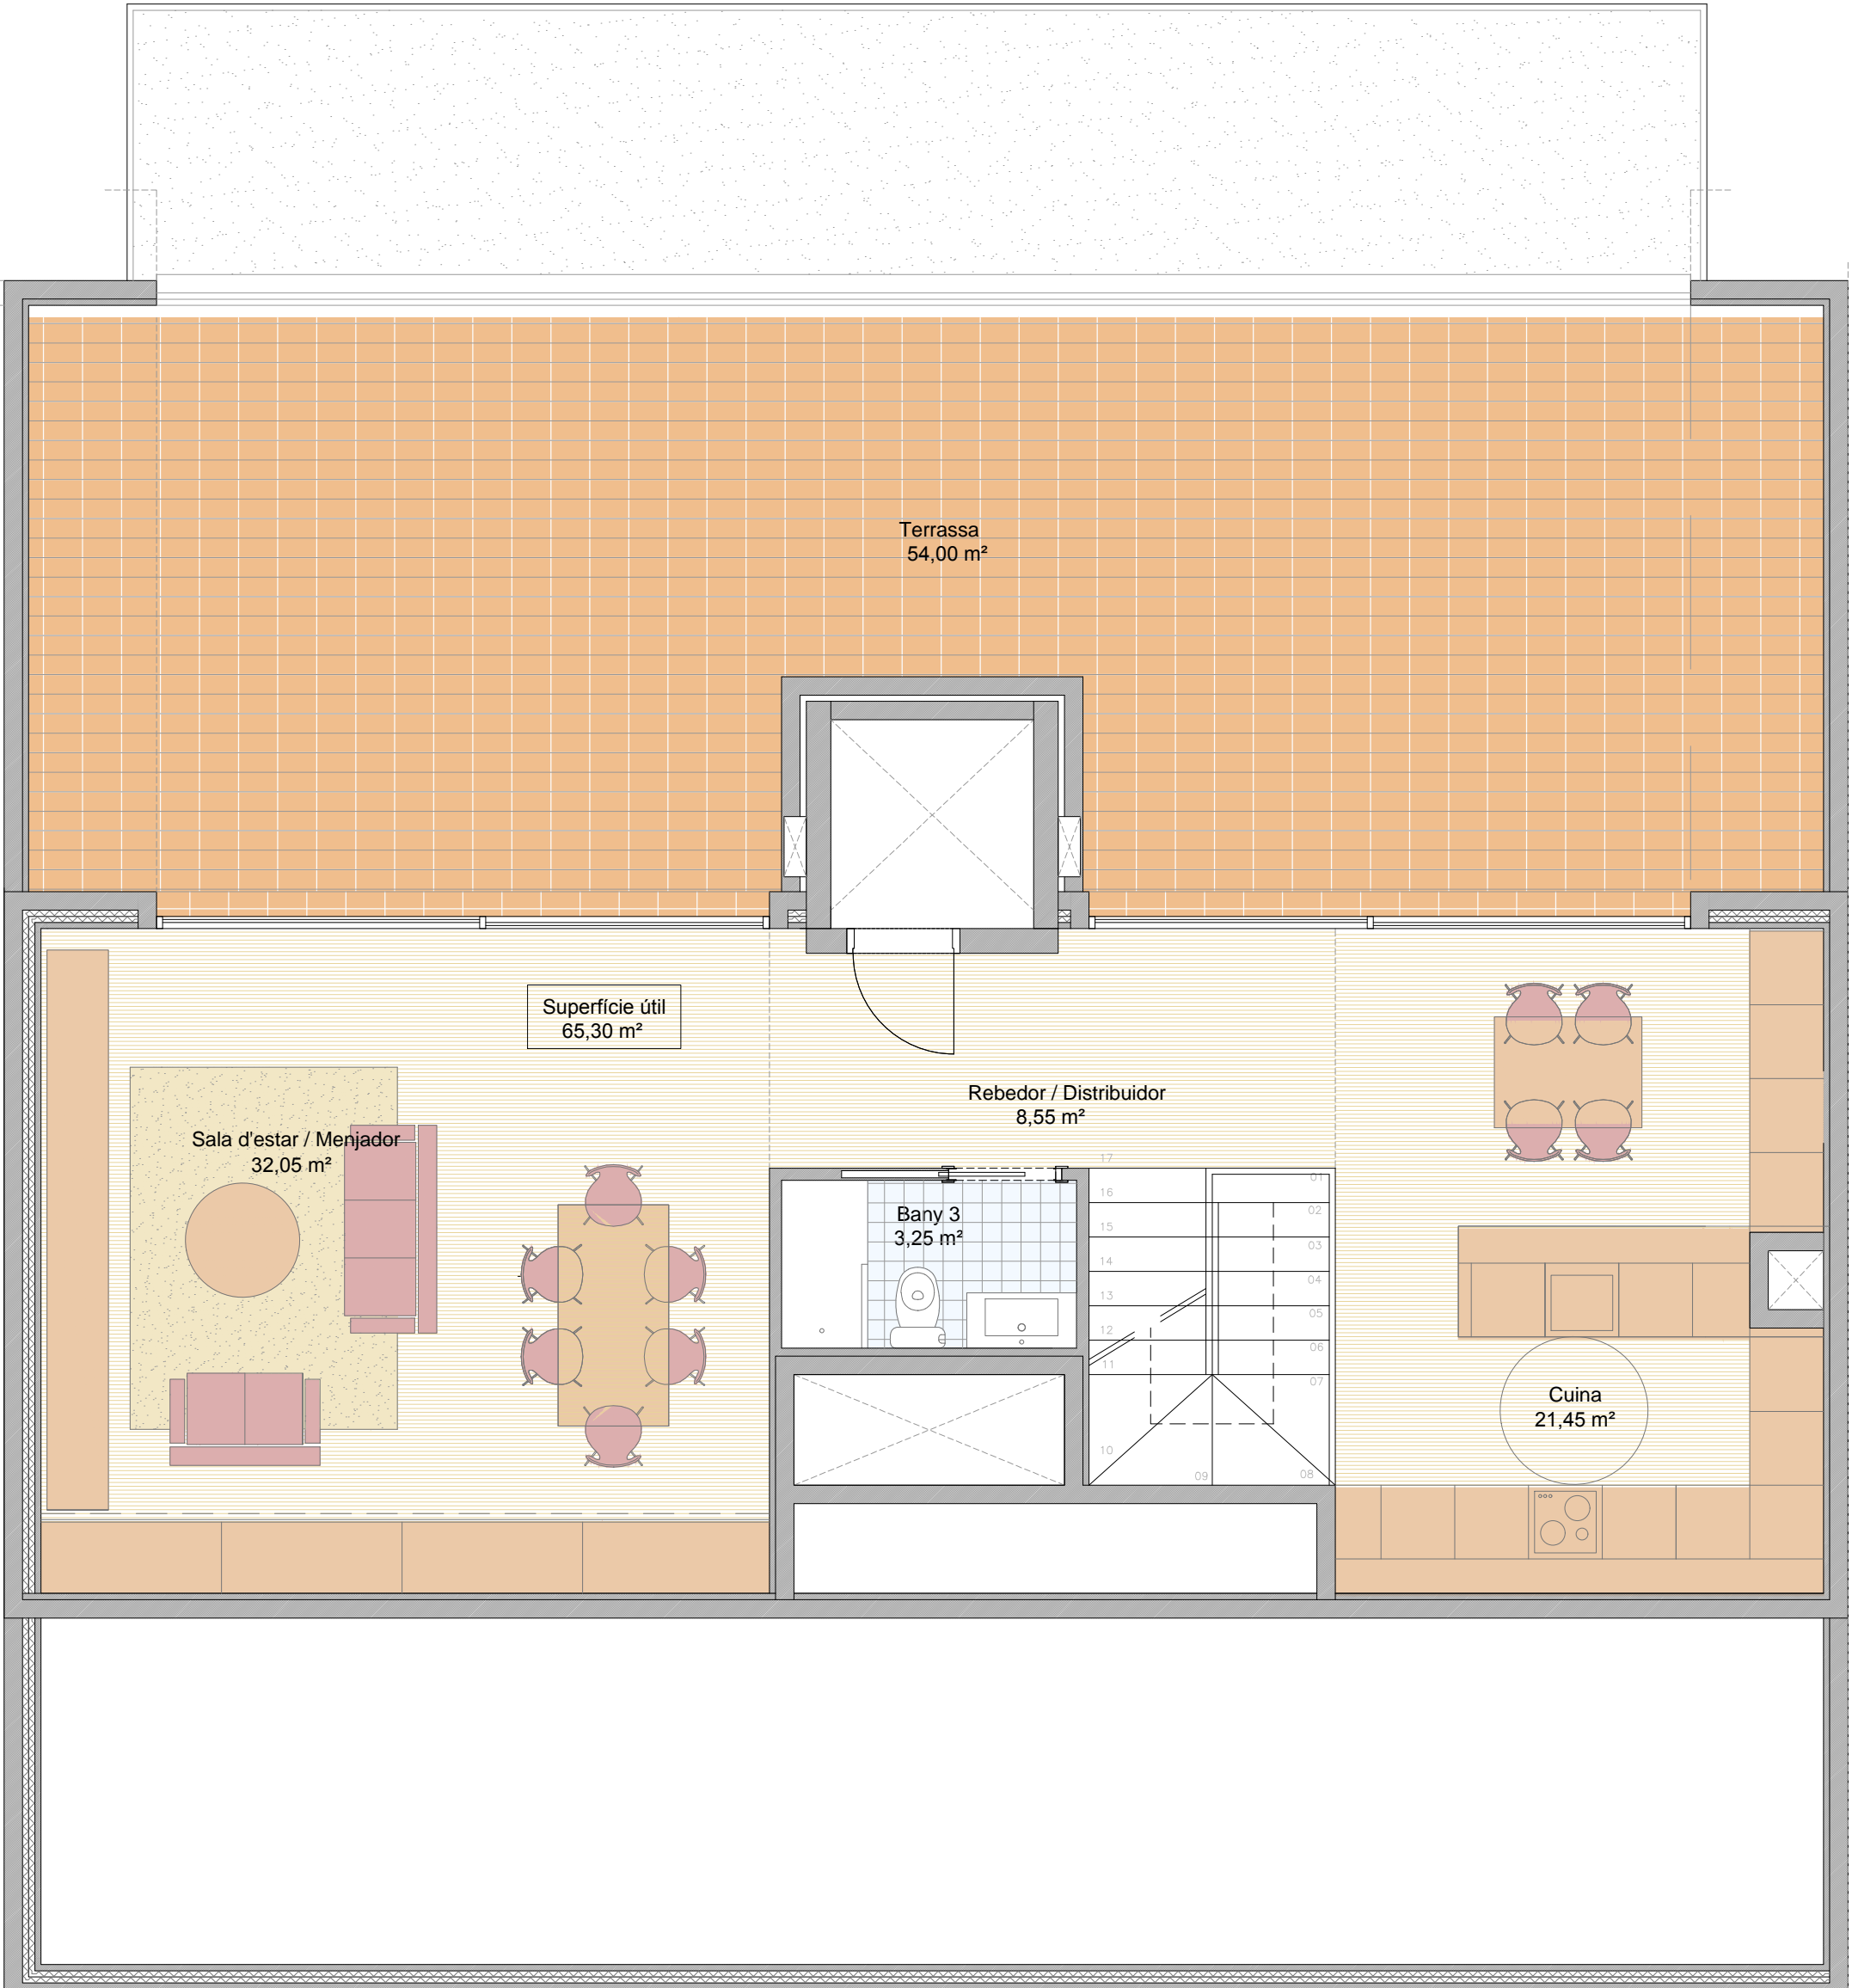 Terrassa
54,00 m²
Superfície útil
65,30 m²
Rebedor / Distribuidor
8,55 m²
Sala d'estar / Menjador
32,05 m²
Bany 3
3,25 m²
Cuina
21,45 m²
17
16
15
14
13
12
11
10
09
08
01
02
03
04
05
06
07